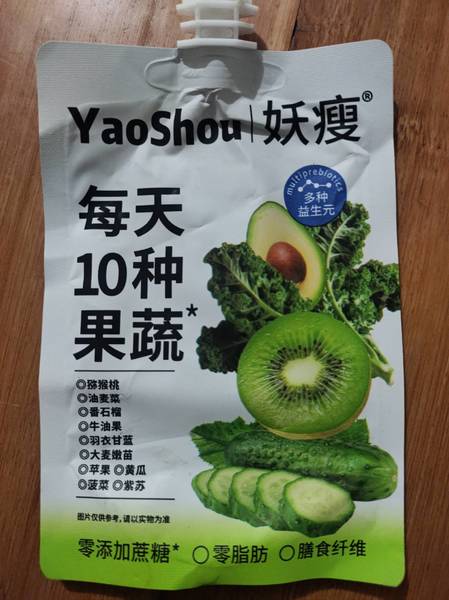 YaoShou|妖瘦®
multiprebiotics
多种
益生元
每天
10种
果蔬*
◎猕猴桃
◎油麦菜
◎番石榴
◎牛油果
◎羽衣甘蓝
◎大麦嫩苗
◎苹果 ◎黄瓜
◎菠菜 ◎紫苏
图片仅供参考,请以实物为准
零添加蔗糖* ○零脂肪 ○膳食纤维